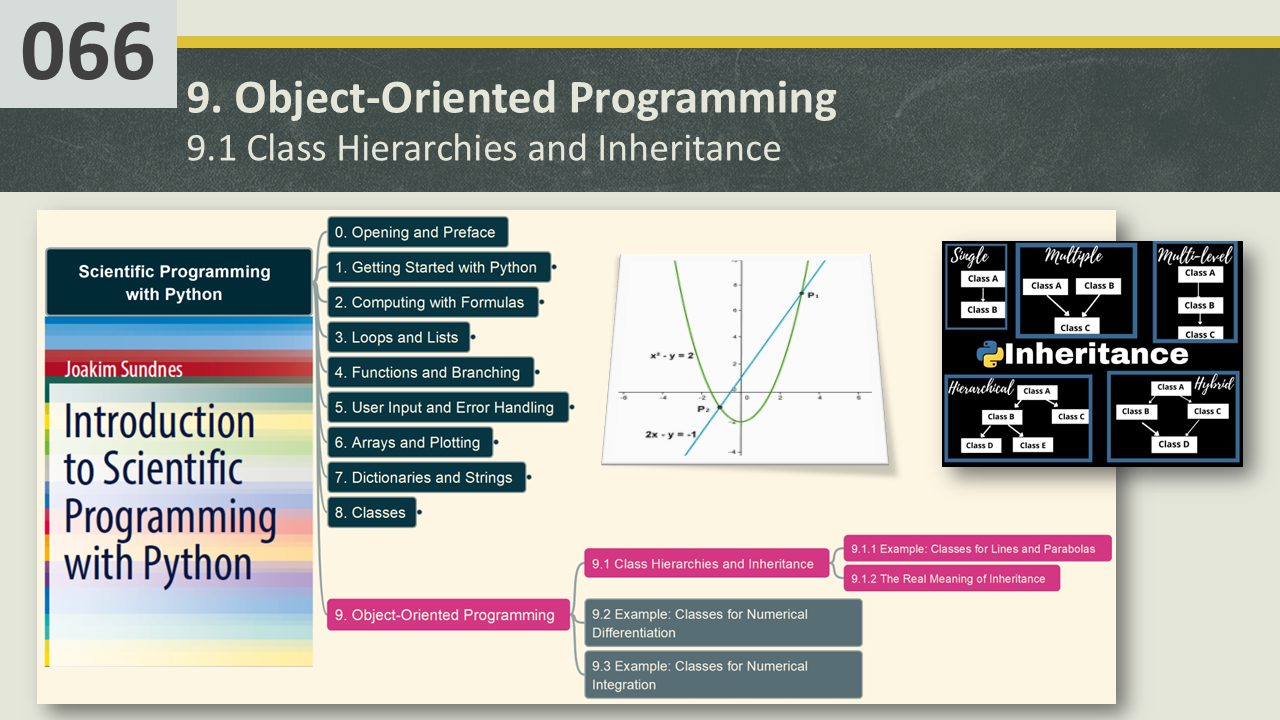 066
9. Object-Oriented Programming
9.1 Class Hierarchies and Inheritance
Scientific Programming
with Python
Joakim Sundnes
Introduction
to Scientific
Programming
with Python
0. Opening and Preface
1. Getting Started with Python
2. Computing with Formulas
3. Loops and Lists
4. Functions and Branching
5. User Input and Error Handling
6. Arrays and Plotting
7. Dictionaries and Strings
8. Classes
9. Object-Oriented Programming
9.1 Class Hierarchies and Inheritance
9.1.1 Example: Classes for Lines and Parabolas
9.1.2 The Real Meaning of Inheritance
9.2 Example: Classes for Numerical
Differentiation
9.3 Example: Classes for Numerical
Integration
8
6
4
2
0
-2
-4
-6
-4
-2
0
2
4
6
P₁
P₂
x² - y = 2
2x - y = -1
Single
Class A
Class B
Multiple
Class A
Class B
Class C
Multi-level
Class A
Class B
Class C
Inheritance
Hierarchical
Class A
Class B
Class C
Class D
Class E
Hybrid
Class A
Class B
Class C
Class D